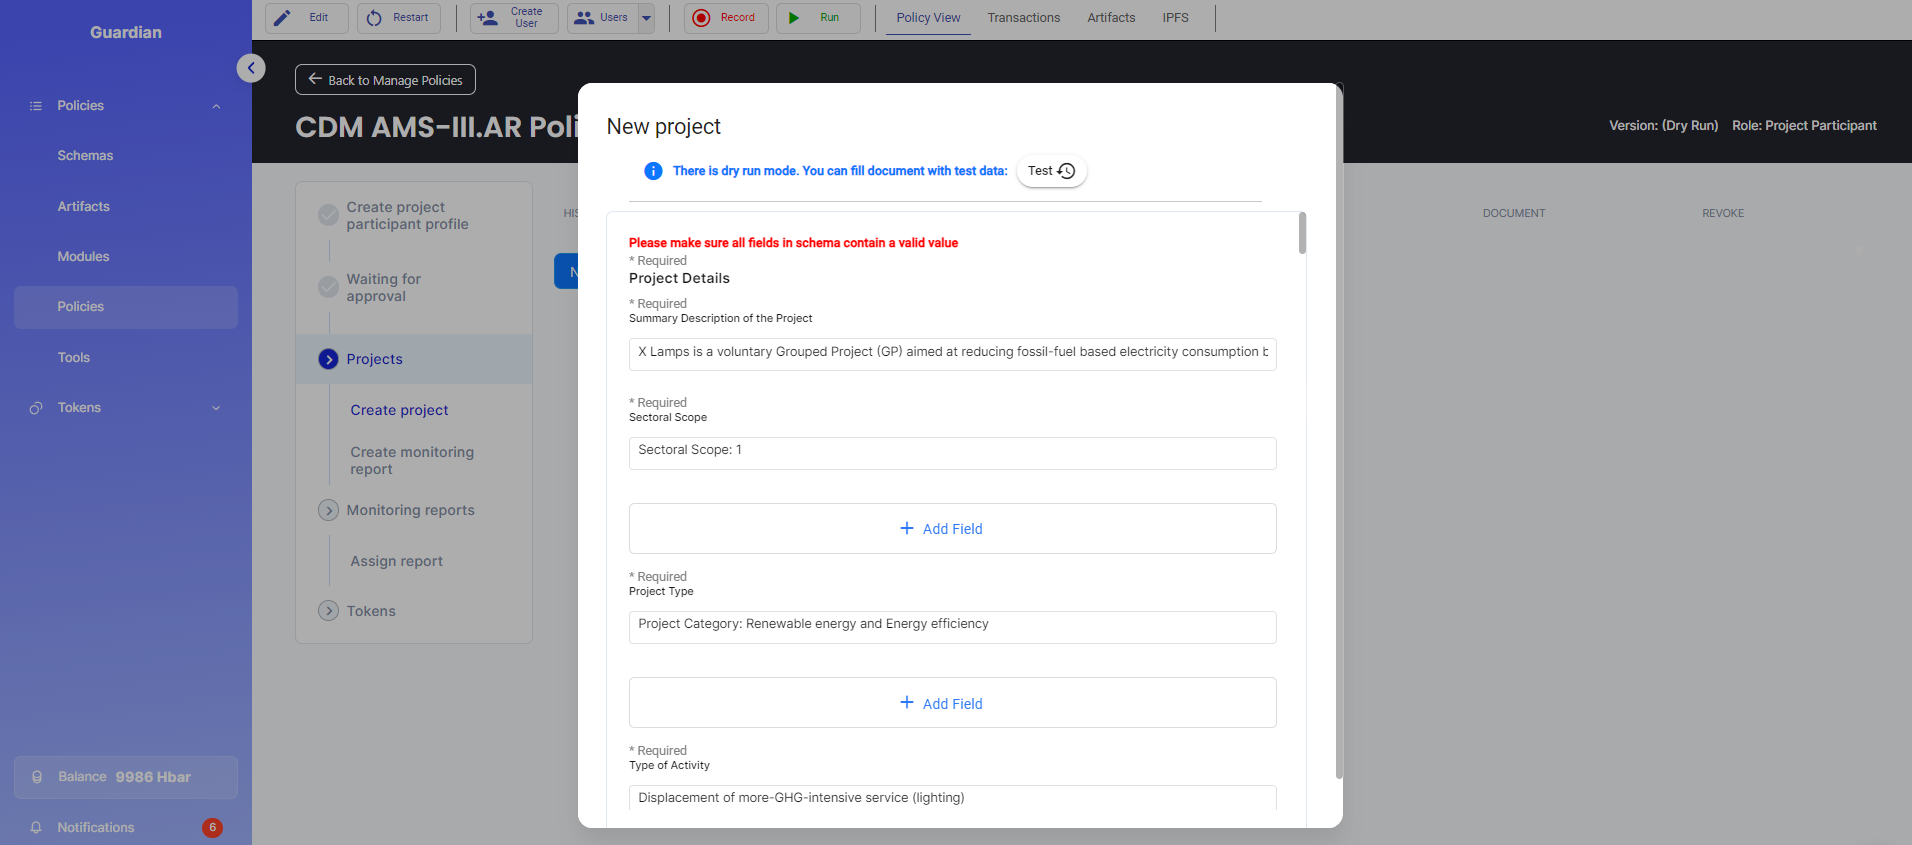 Guardian
Policies
Schemas
Artifacts
Modules
Policies
Tools
Tokens
Balance 9986 Hbar
Notifications 6
Edit
Restart
Create User
Users
Record
Run
Policy View
Transactions
Artifacts
IPFS
Back to Manage Policies
CDM AMS-III.AR Poli
Version: (Dry Run) Role: Project Participant
Create project
participant profile
Waiting for
approval
Projects
Create project
Create monitoring
report
Monitoring reports
Assign report
Tokens
HIS
DOCUMENT
REVOKE
N
New project
There is dry run mode. You can fill document with test data:
Test
Please make sure all fields in schema contain a valid value
* Required
Project Details
* Required
Summary Description of the Project
X Lamps is a voluntary Grouped Project (GP) aimed at reducing fossil-fuel based electricity consumption b
* Required
Sectoral Scope
Sectoral Scope: 1
Add Field
* Required
Project Type
Project Category: Renewable energy and Energy efficiency
Add Field
* Required
Type of Activity
Displacement of more-GHG-intensive service (lighting)